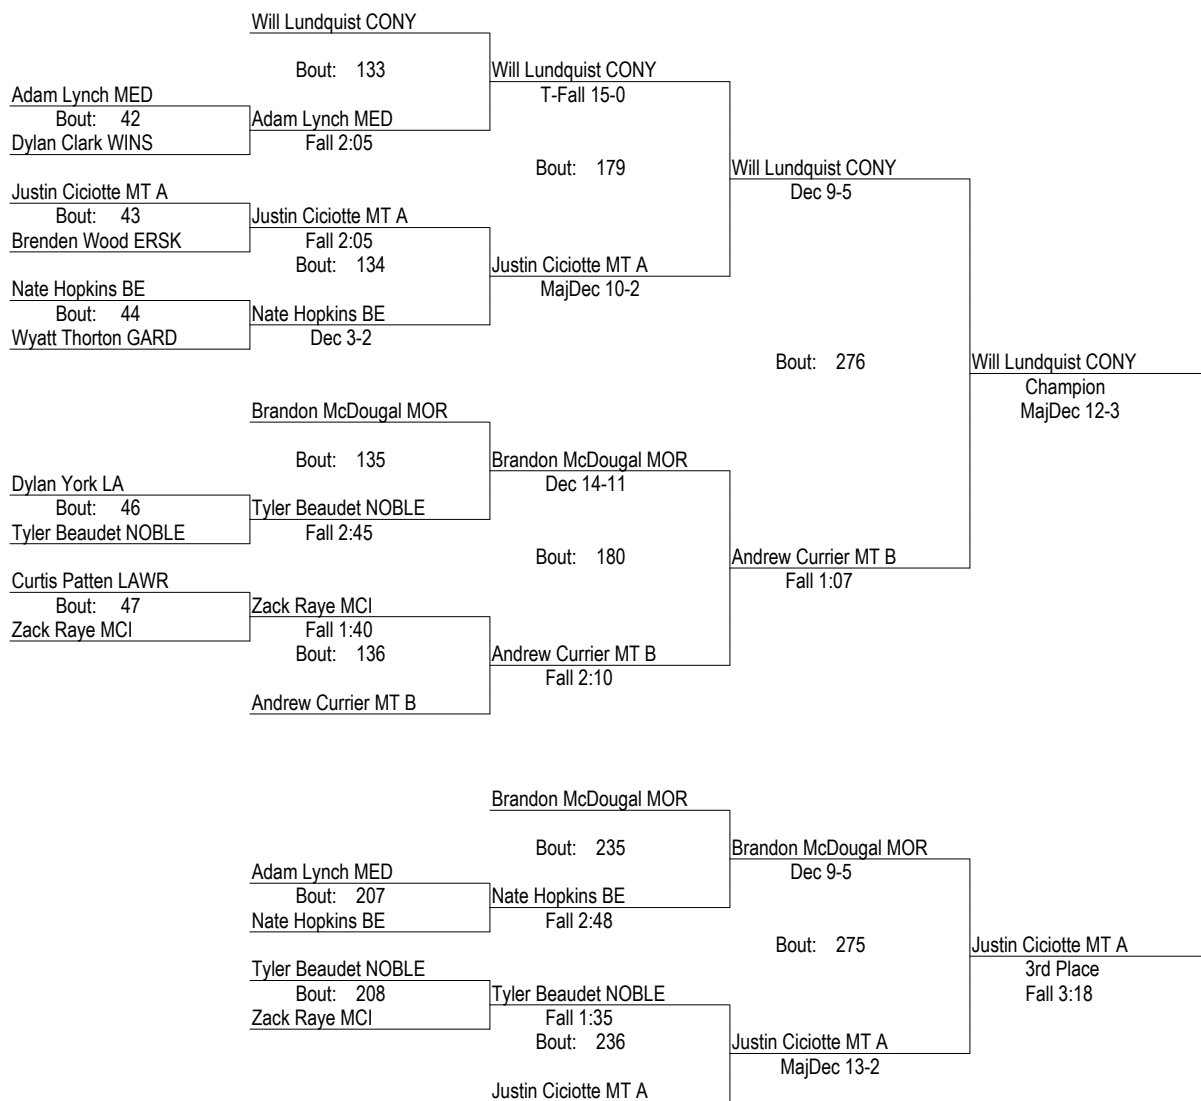 Will Lundquist CONY
Bout: 133
Will Lundquist CONY
T-Fall 15-0
Adam Lynch MED
Bout: 42
Dylan Clark WINS
Adam Lynch MED
Fall 2:05
Bout: 179
Will Lundquist CONY
Dec 9-5
Justin Ciciotte MT A
Bout: 43
Brenden Wood ERSK
Justin Ciciotte MT A
Fall 2:05
Bout: 134
Justin Ciciotte MT A
MajDec 10-2
Nate Hopkins BE
Bout: 44
Wyatt Thorton GARD
Nate Hopkins BE
Dec 3-2
Bout: 276
Will Lundquist CONY
Champion
MajDec 12-3
Brandon McDougal MOR
Bout: 135
Brandon McDougal MOR
Dec 14-11
Dylan York LA
Bout: 46
Tyler Beaudet NOBLE
Tyler Beaudet NOBLE
Fall 2:45
Bout: 180
Andrew Currier MT B
Fall 1:07
Curtis Patten LAWR
Bout: 47
Zack Raye MCI
Zack Raye MCI
Fall 1:40
Bout: 136
Andrew Currier MT B
Fall 2:10
Andrew Currier MT B
Brandon McDougal MOR
Bout: 235
Brandon McDougal MOR
Dec 9-5
Adam Lynch MED
Bout: 207
Nate Hopkins BE
Nate Hopkins BE
Fall 2:48
Bout: 275
Justin Ciciotte MT A
3rd Place
Fall 3:18
Tyler Beaudet NOBLE
Bout: 208
Zack Raye MCI
Tyler Beaudet NOBLE
Fall 1:35
Bout: 236
Justin Ciciotte MT A
MajDec 13-2
Justin Ciciotte MT A